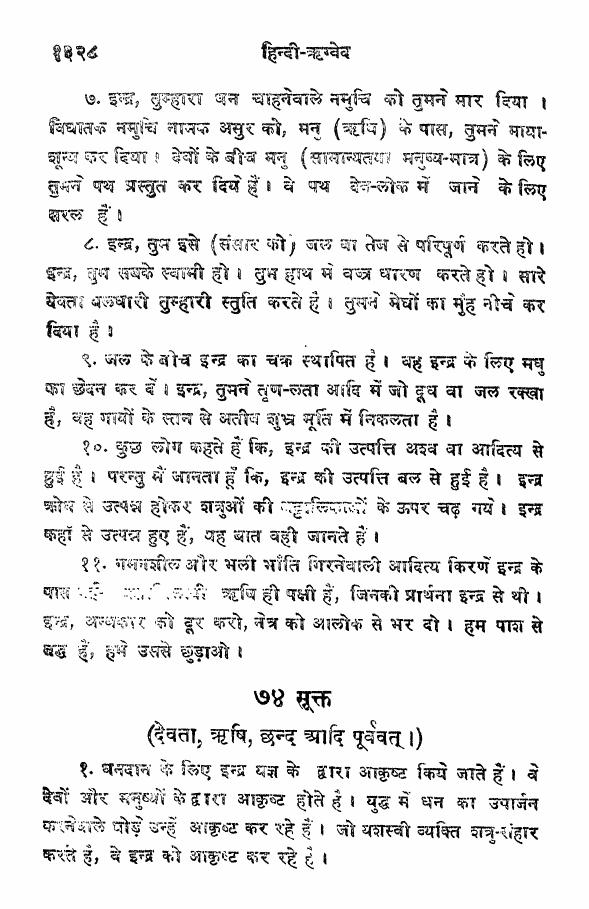 १३२८ हिन्दी-ऋग्वेद
७. इन्द्र, तुम्हारा धन चाहनेवाले नमुचि को तुमने मार दिया ।
विघातक नमुचि नामक असुर को, मनु (ऋषि) के पास, तुमने माया-
शून्य कर दिया । देवों के बीच मनु (सामान्यतया मनुष्य-मात्र) के लिए
तुमने पथ प्रस्तुत कर दिये हैं । वे पथ देव-लोक में जाने के लिए
सरल हैं ।
८. इन्द्र, तुम इसे (संसार को) जल वा तेज से परिपूर्ण करते हो ।
इन्द्र, तुम सबके स्वामी हो । तुम हाथ में वज्र धारण करते हो । सारे
देवता बलधारी तुम्हारी स्तुति करते हैं । तुमने मेघों का मुंह नीचे कर
दिया है ।
९. जल के बीच इन्द्र का चक्र स्थापित है । वह इन्द्र के लिए मधु
का छेदन कर दें । इन्द्र, तुमने तृण-लता आदि में जो दूध वा जल रक्खा
है, वह गायों के स्तन से अतीव शुभ्र मूर्ति में निकलता है ।
१०. कुछ लोग कहते हैं कि, इन्द्र की उत्पत्ति अश्व वा आदित्य से
हुई है । परन्तु मैं जानता हूँ कि, इन्द्र की उत्पत्ति बल से हुई है । इन्द्र
क्रोध से उत्पन्न होकर शत्रुओं की अट्टालिकाओं के ऊपर चढ़ गये । इन्द्र
कहाँ से उत्पन्न हुए हैं, यह बात वही जानते हैं ।
११. गमनशील और भली भाँति गिरनेवाली आदित्य किरणें इन्द्र के
पास ऋषि ही पक्षी हैं, जिनकी प्रार्थना इन्द्र से थी ।
इन्द्र, अन्धकार को दूर करो, नेत्र को आलोक से भर दो । हम पाश से
बद्ध हैं, हमें उससे छुड़ाओ ।
७४ सूक्त
(देवता, ऋषि, छन्द आदि पूर्ववत् ।)
१. धनदान के लिए इन्द्र यज्ञ के द्वारा आकृष्ट किये जाते हैं । वे
देवों और मनुष्यों के द्वारा आकृष्ट होते हैं । युद्ध में धन का उपार्जन
करनेवाले घोड़े उन्हें आकृष्ट कर रहे हैं । जो यशस्वी व्यक्ति शत्रु-संहार
करते हैं, वे इन्द्र को आकृष्ट कर रहे हैं ।